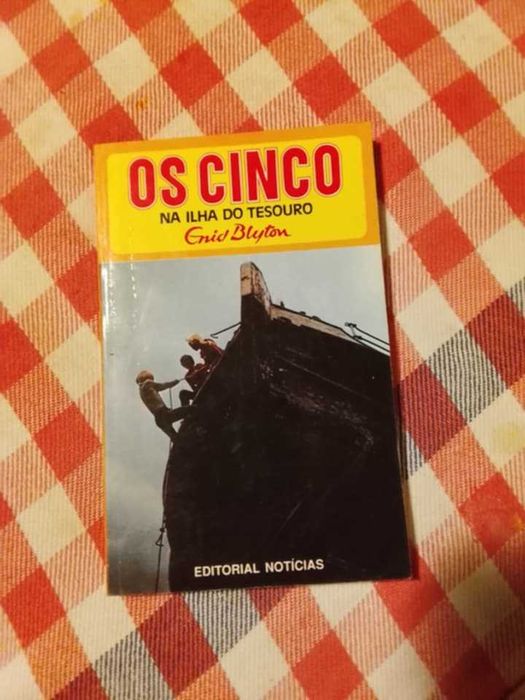 OS CINCO
NA ILHA DO TESOURO
Enid Blyton
EDITORIAL NOTÍCIAS